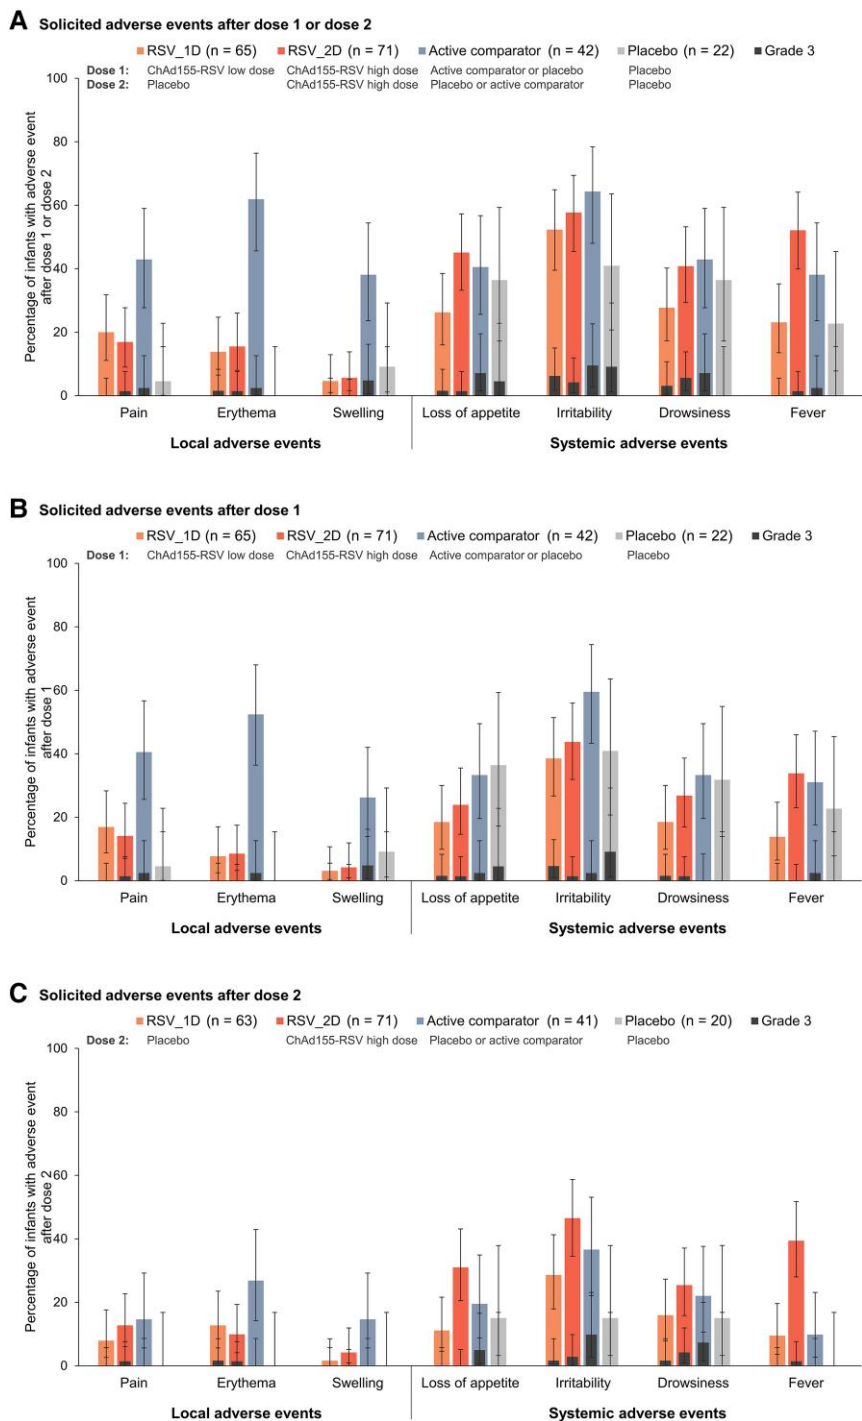 A Solicited adverse events after dose 1 or dose 2
RSV_1D (n = 65) RSV_2D (n = 71) Active comparator (n = 42) Placebo (n = 22) Grade 3
Dose 1: ChAd155-RSV low dose ChAd155-RSV high dose Active comparator or placebo Placebo
Dose 2: Placebo ChAd155-RSV high dose Placebo or active comparator Placebo
Percentage of infants with adverse event
after dose 1 or dose 2
100
80
60
40
20
0
Pain Erythema Swelling Loss of appetite Irritability Drowsiness Fever
Local adverse events Systemic adverse events
B Solicited adverse events after dose 1
RSV_1D (n = 65) RSV_2D (n = 71) Active comparator (n = 42) Placebo (n = 22) Grade 3
Dose 1: ChAd155-RSV low dose ChAd155-RSV high dose Active comparator or placebo Placebo
Percentage of infants with adverse event
after dose 1
100
80
60
40
20
0
Pain Erythema Swelling Loss of appetite Irritability Drowsiness Fever
Local adverse events Systemic adverse events
C Solicited adverse events after dose 2
RSV_1D (n = 63) RSV_2D (n = 71) Active comparator (n = 41) Placebo (n = 20) Grade 3
Dose 2: Placebo ChAd155-RSV high dose Placebo or active comparator Placebo
Percentage of infants with adverse event
after dose 2
100
80
60
40
20
0
Pain Erythema Swelling Loss of appetite Irritability Drowsiness Fever
Local adverse events Systemic adverse events